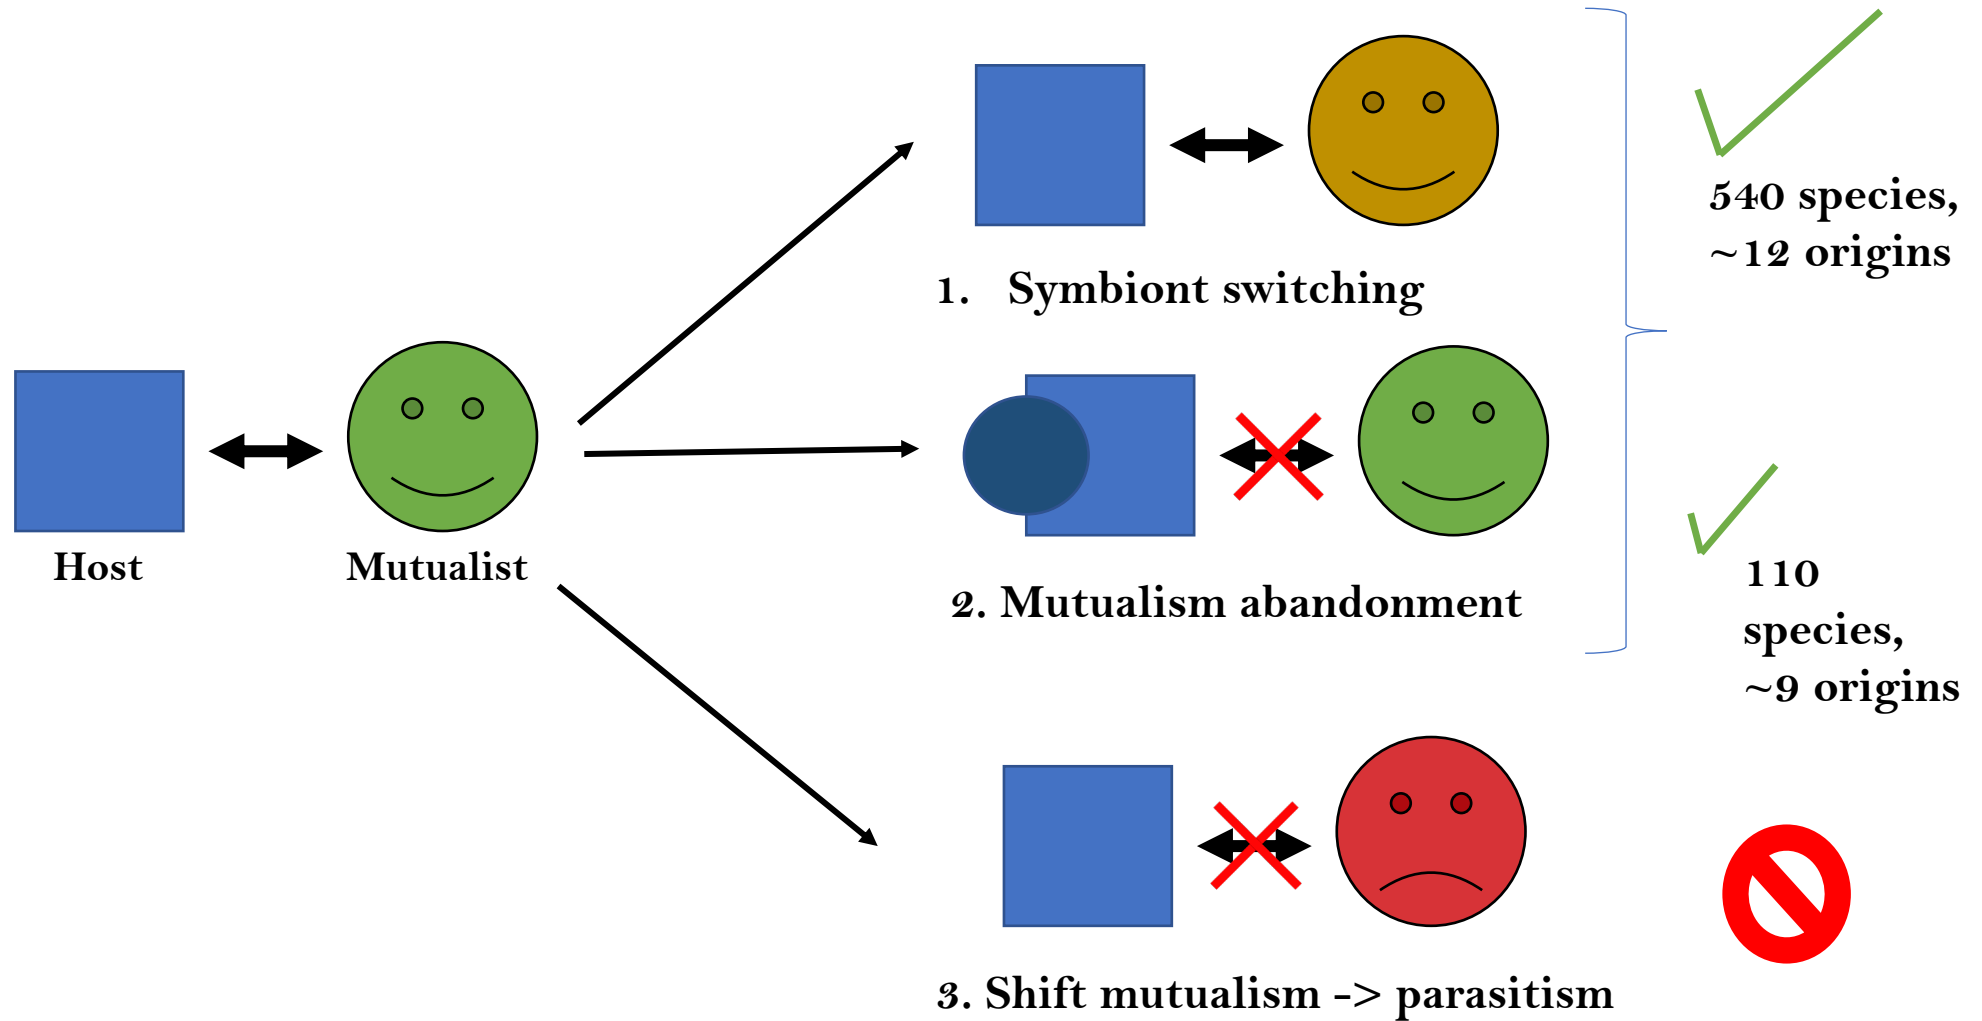 540 species,
~12 origins
1. Symbiont switching
Host
Mutualist
2. Mutualism abandonment
110
species,
~9 origins
3. Shift mutualism -> parasitism